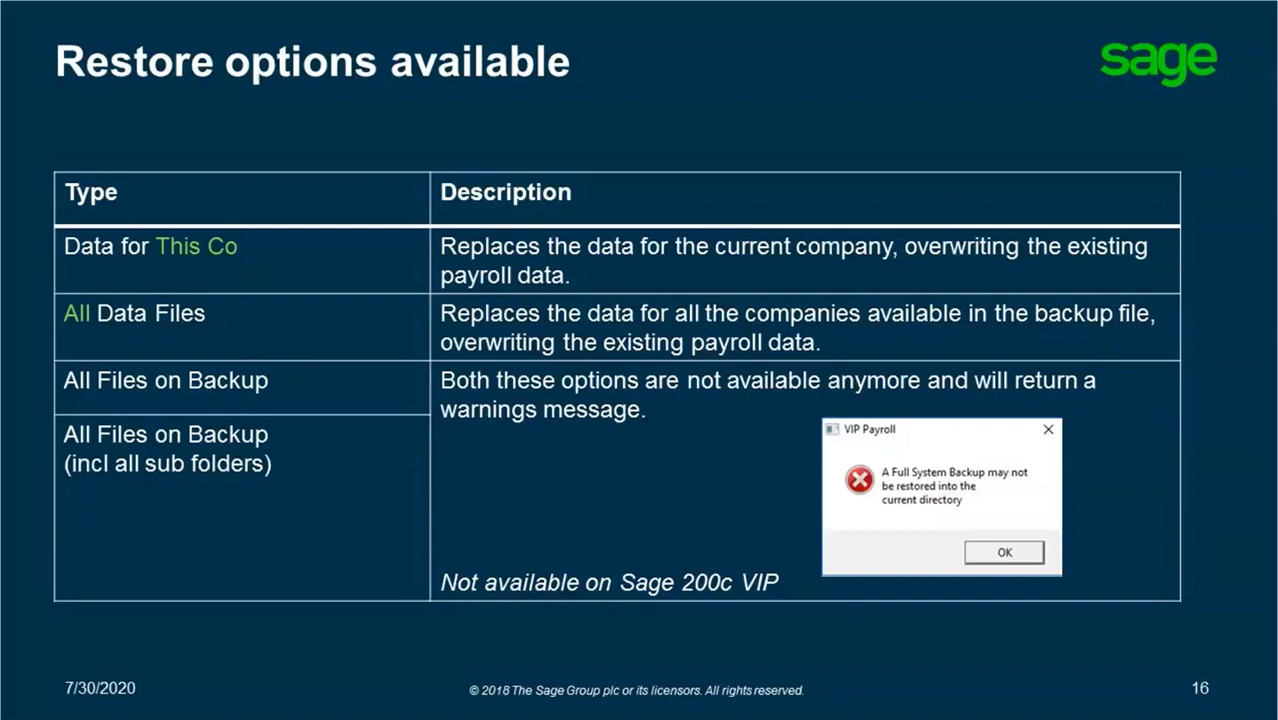 Restore options available
sage
Type
Description
Data for This Co
Replaces the data for the current company, overwriting the existing
payroll data.
All Data Files
Replaces the data for all the companies available in the backup file,
overwriting the existing payroll data.
All Files on Backup
Both these options are not available anymore and will return a
warnings message.
All Files on Backup
(incl all sub folders)
VIP Payroll
A Full System Backup may not
be restored into the
current directory
OK
Not available on Sage 200c VIP
7/30/2020
© 2018 The Sage Group plc or its licensors. All rights reserved.
16